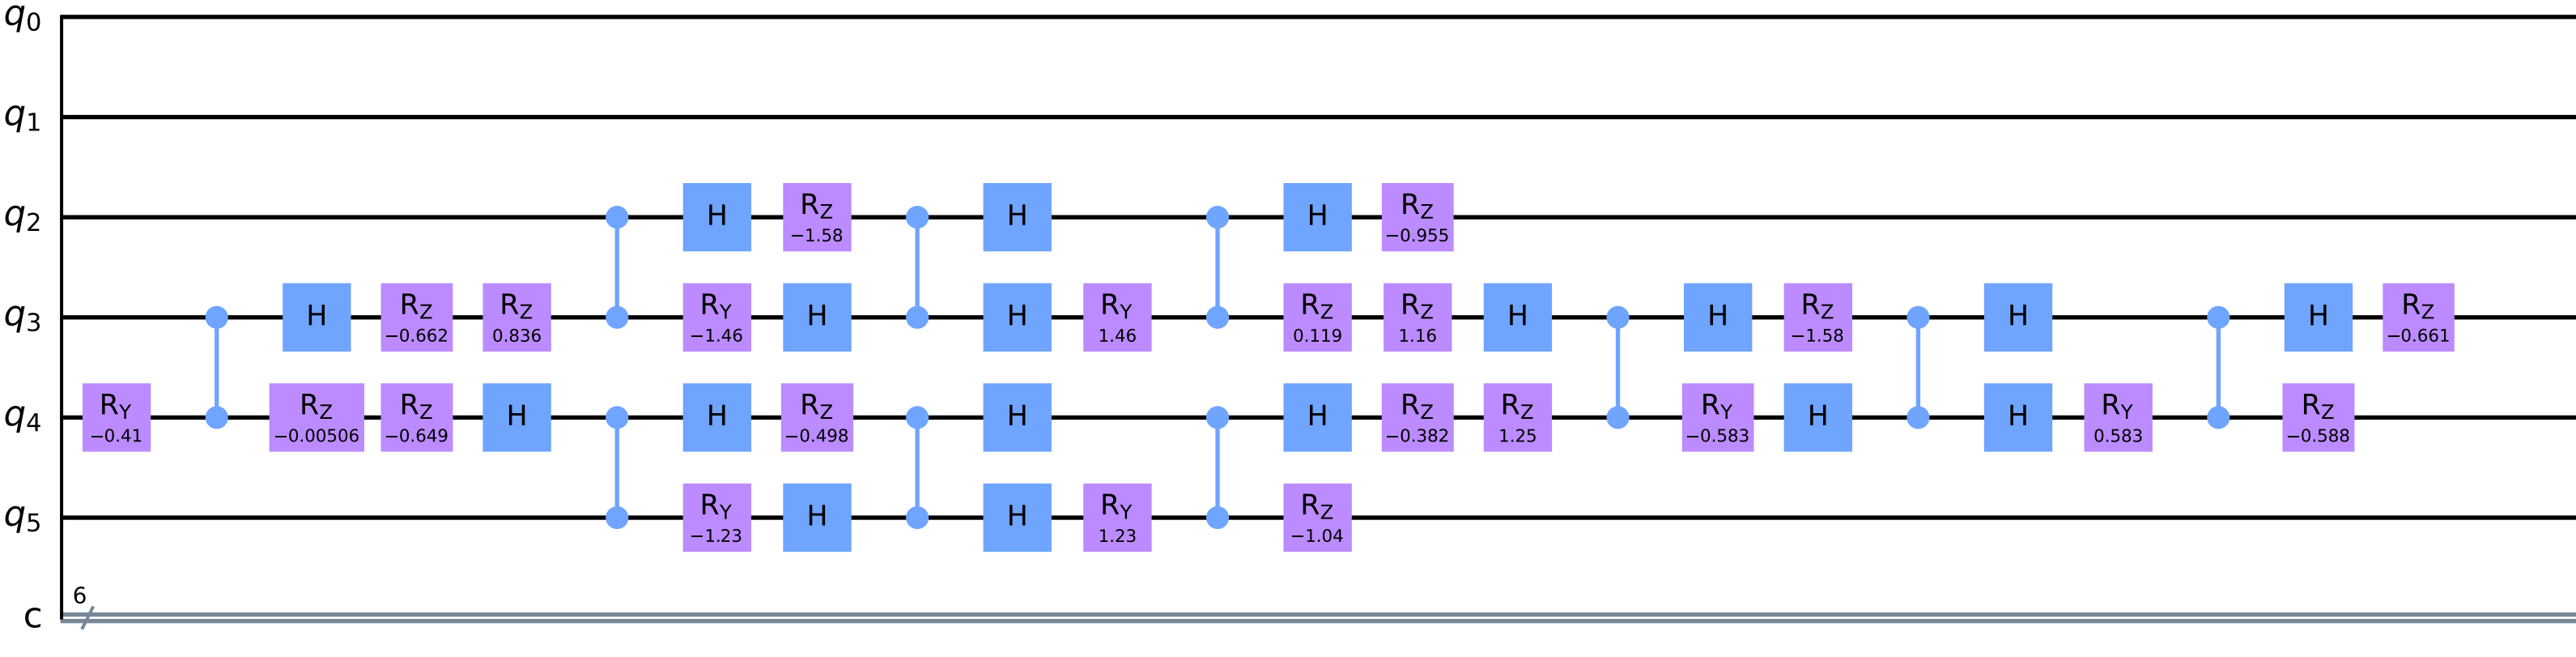 q0
q1
q2 H RZ −1.58 H H RZ −0.955
q3 H RZ −0.662 RZ 0.836 RY −1.46 H H RY 1.46 RZ 0.119 RZ 1.16 H H RZ −1.58 H H RZ −0.661
q4 RY −0.41 RZ −0.00506 RZ −0.649 H H RZ −0.498 H H RZ −0.382 RZ 1.25 RY −0.583 H H RY 0.583 RZ −0.588
q5 RY −1.23 H H RY 1.23 RZ −1.04
6
c